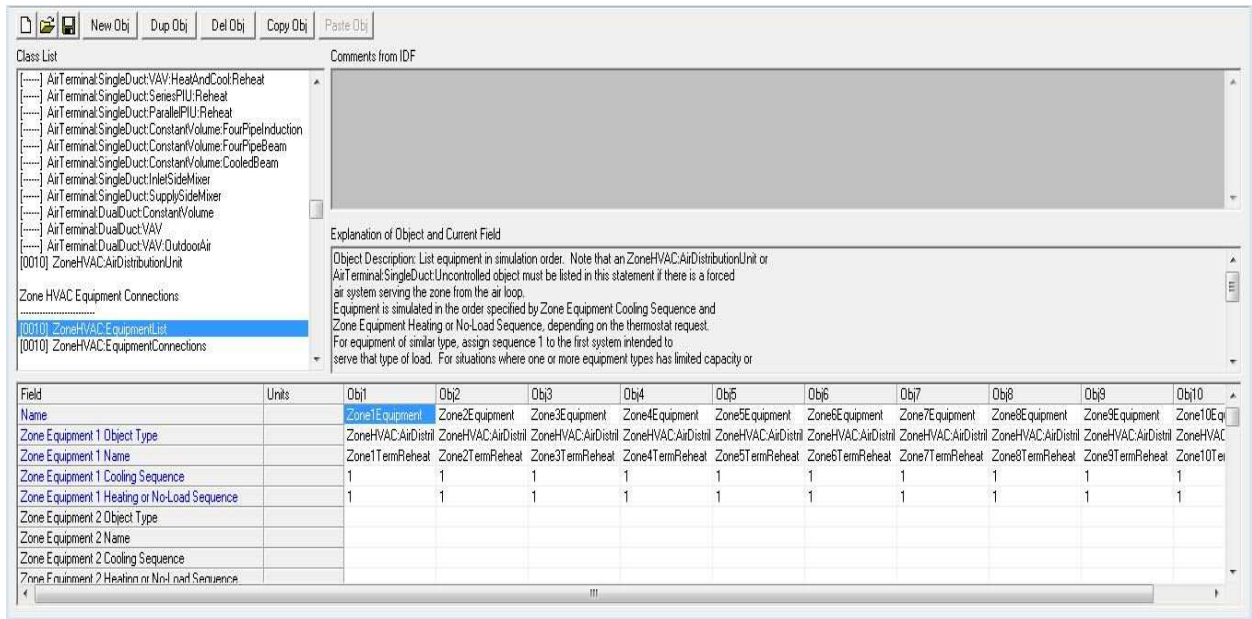 New Obj Dup Obj Del Obj Copy Obj Paste Obj
Class List
[------] AirTerminal:SingleDuct:VAV:HeatAndCool:Reheat
[------] AirTerminal:SingleDuct:SeriesPIU:Reheat
[------] AirTerminal:SingleDuct:ParallelPIU:Reheat
[------] AirTerminal:SingleDuct:ConstantVolume:FourPipeInduction
[------] AirTerminal:SingleDuct:ConstantVolume:FourPipeBeam
[------] AirTerminal:SingleDuct:ConstantVolume:CooledBeam
[------] AirTerminal:SingleDuct:InletSideMixer
[------] AirTerminal:SingleDuct:SupplySideMixer
[------] AirTerminal:DualDuct:ConstantVolume
[------] AirTerminal:DualDuct:VAV
[------] AirTerminal:DualDuct:VAV:OutdoorAir
[0010] ZoneHVAC:AirDistributionUnit
Zone HVAC Equipment Connections
--------------------------
[0010] ZoneHVAC:EquipmentList
[0010] ZoneHVAC:EquipmentConnections
Comments from IDF
Explanation of Object and Current Field
Object Description: List equipment in simulation order. Note that an ZoneHVAC:AirDistributionUnit or
AirTerminal:SingleDuct:Uncontrolled object must be listed in this statement if there is a forced
air system serving the zone from the air loop.
Equipment is simulated in the order specified by Zone Equipment Cooling Sequence and
Zone Equipment Heating or No-Load Sequence, depending on the thermostat request.
For equipment of similar type, assign sequence 1 to the first system intended to
serve that type of load. For situations where one or more equipment types has limited capacity or
Field Units Obj1 Obj2 Obj3 Obj4 Obj5 Obj6 Obj7 Obj8 Obj9 Obj10
Name Zone1Equipment Zone2Equipment Zone3Equipment Zone4Equipment Zone5Equipment Zone6Equipment Zone7Equipment Zone8Equipment Zone9Equipment Zone10Eq
Zone Equipment 1 Object Type ZoneHVAC:AirDistril ZoneHVAC:AirDistril ZoneHVAC:AirDistril ZoneHVAC:AirDistril ZoneHVAC:AirDistril ZoneHVAC:AirDistril ZoneHVAC:AirDistril ZoneHVAC:AirDistril ZoneHVAC:AirDistril ZoneHVAC
Zone Equipment 1 Name Zone1TermReheat Zone2TermReheat Zone3TermReheat Zone4TermReheat Zone5TermReheat Zone6TermReheat Zone7TermReheat Zone8TermReheat Zone9TermReheat Zone10Ter
Zone Equipment 1 Cooling Sequence 1 1 1 1 1 1 1 1 1 1
Zone Equipment 1 Heating or No-Load Sequence 1 1 1 1 1 1 1 1 1 1
Zone Equipment 2 Object Type
Zone Equipment 2 Name
Zone Equipment 2 Cooling Sequence
Zone Equipment 2 Heating or No-Load Sequence